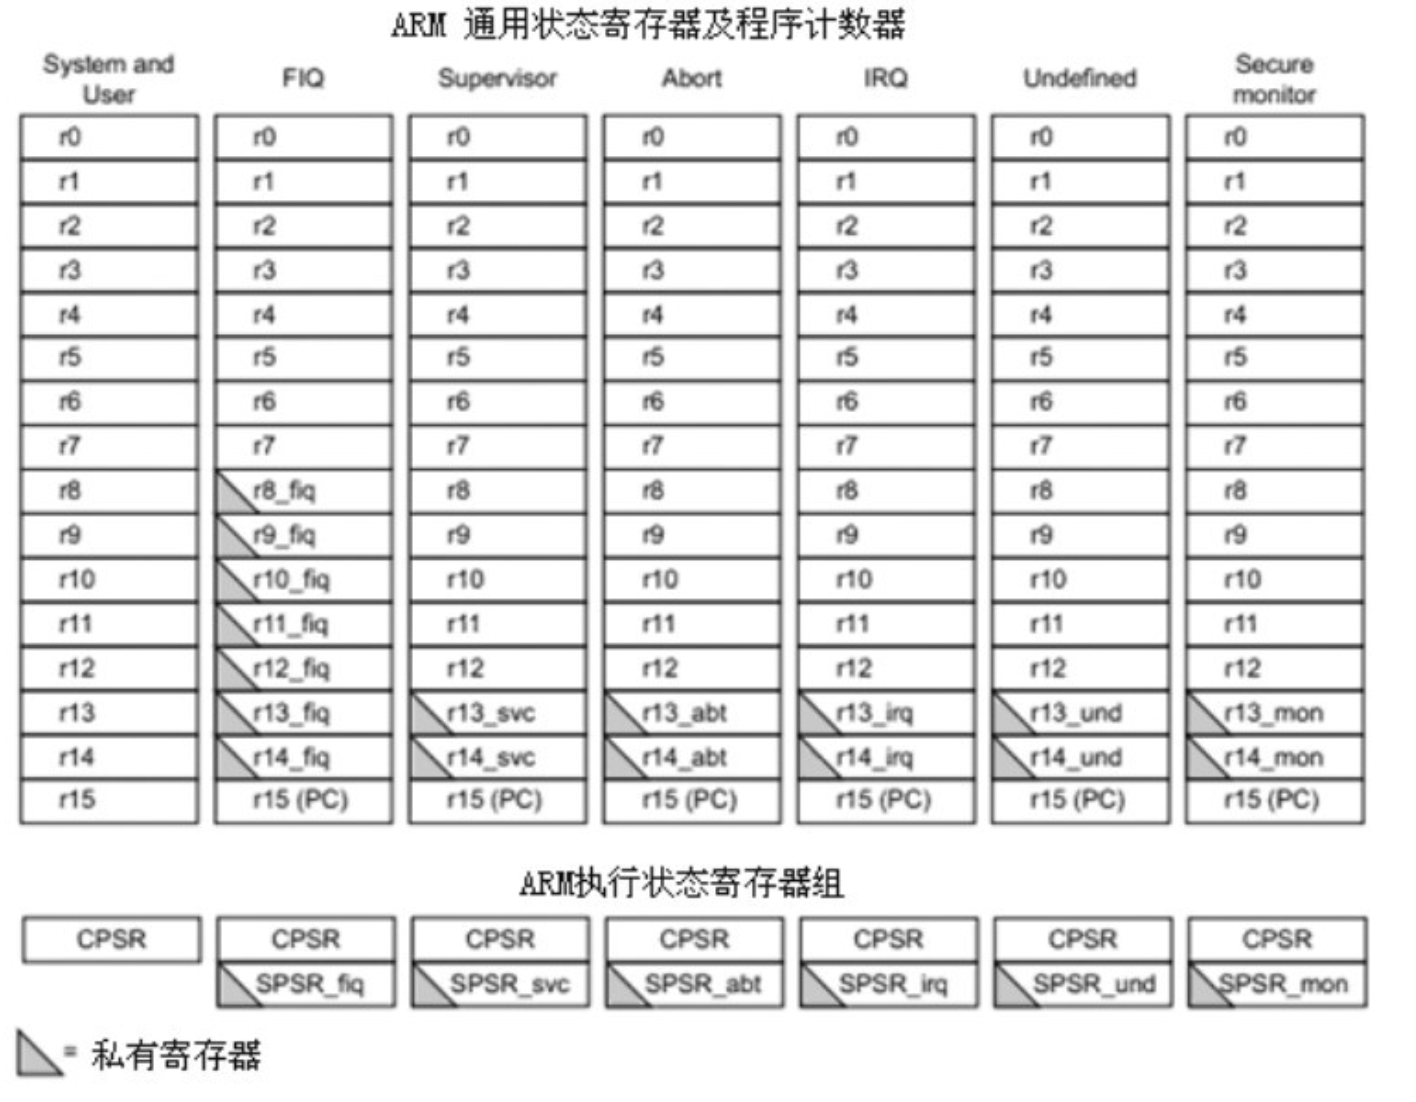 ARM 通用状态寄存器及程序计数器
System and User FIQ Supervisor Abort IRQ Undefined Secure monitor
r0 r0 r0 r0 r0 r0 r0
r1 r1 r1 r1 r1 r1 r1
r2 r2 r2 r2 r2 r2 r2
r3 r3 r3 r3 r3 r3 r3
r4 r4 r4 r4 r4 r4 r4
r5 r5 r5 r5 r5 r5 r5
r6 r6 r6 r6 r6 r6 r6
r7 r7 r7 r7 r7 r7 r7
r8 r8_fiq r8 r8 r8 r8 r8
r9 r9_fiq r9 r9 r9 r9 r9
r10 r10_fiq r10 r10 r10 r10 r10
r11 r11_fiq r11 r11 r11 r11 r11
r12 r12_fiq r12 r12 r12 r12 r12
r13 r13_fiq r13_svc r13_abt r13_irq r13_und r13_mon
r14 r14_fiq r14_svc r14_abt r14_irq r14_und r14_mon
r15 r15 (PC) r15 (PC) r15 (PC) r15 (PC) r15 (PC) r15 (PC)
ARM执行状态寄存器组
CPSR CPSR CPSR CPSR CPSR CPSR CPSR
SPSR_fiq SPSR_svc SPSR_abt SPSR_irq SPSR_und SPSR_mon
= 私有寄存器